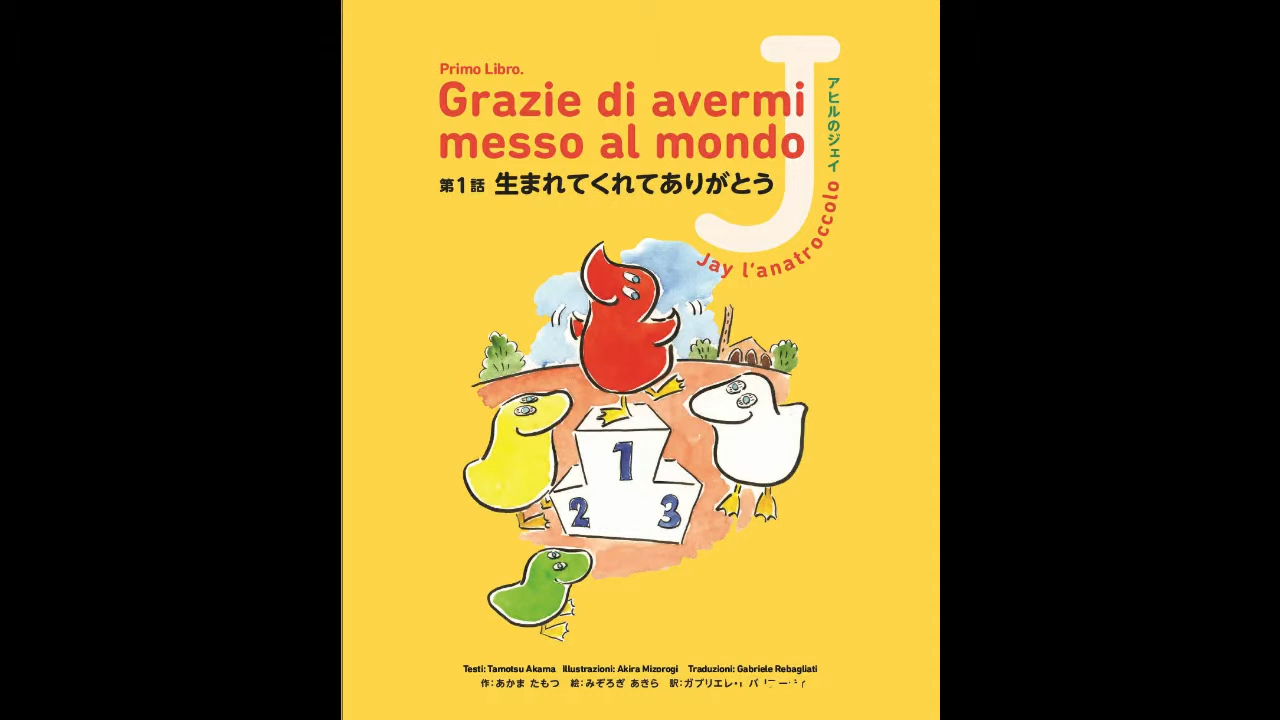 Primo Libro.
Grazie di avermi
messo al mondo
第1話 生まれてくれてありがとう
J
アヒルのジェイ
Jay l'anatroccolo
1
2 3
Testi: Tamotsu Akama Illustrazioni: Akira Mizorogi Traduzioni: Gabriele Rebagliati
作：あかま たもつ 絵：みぞろぎ あきら 訳：ガブリエレ・